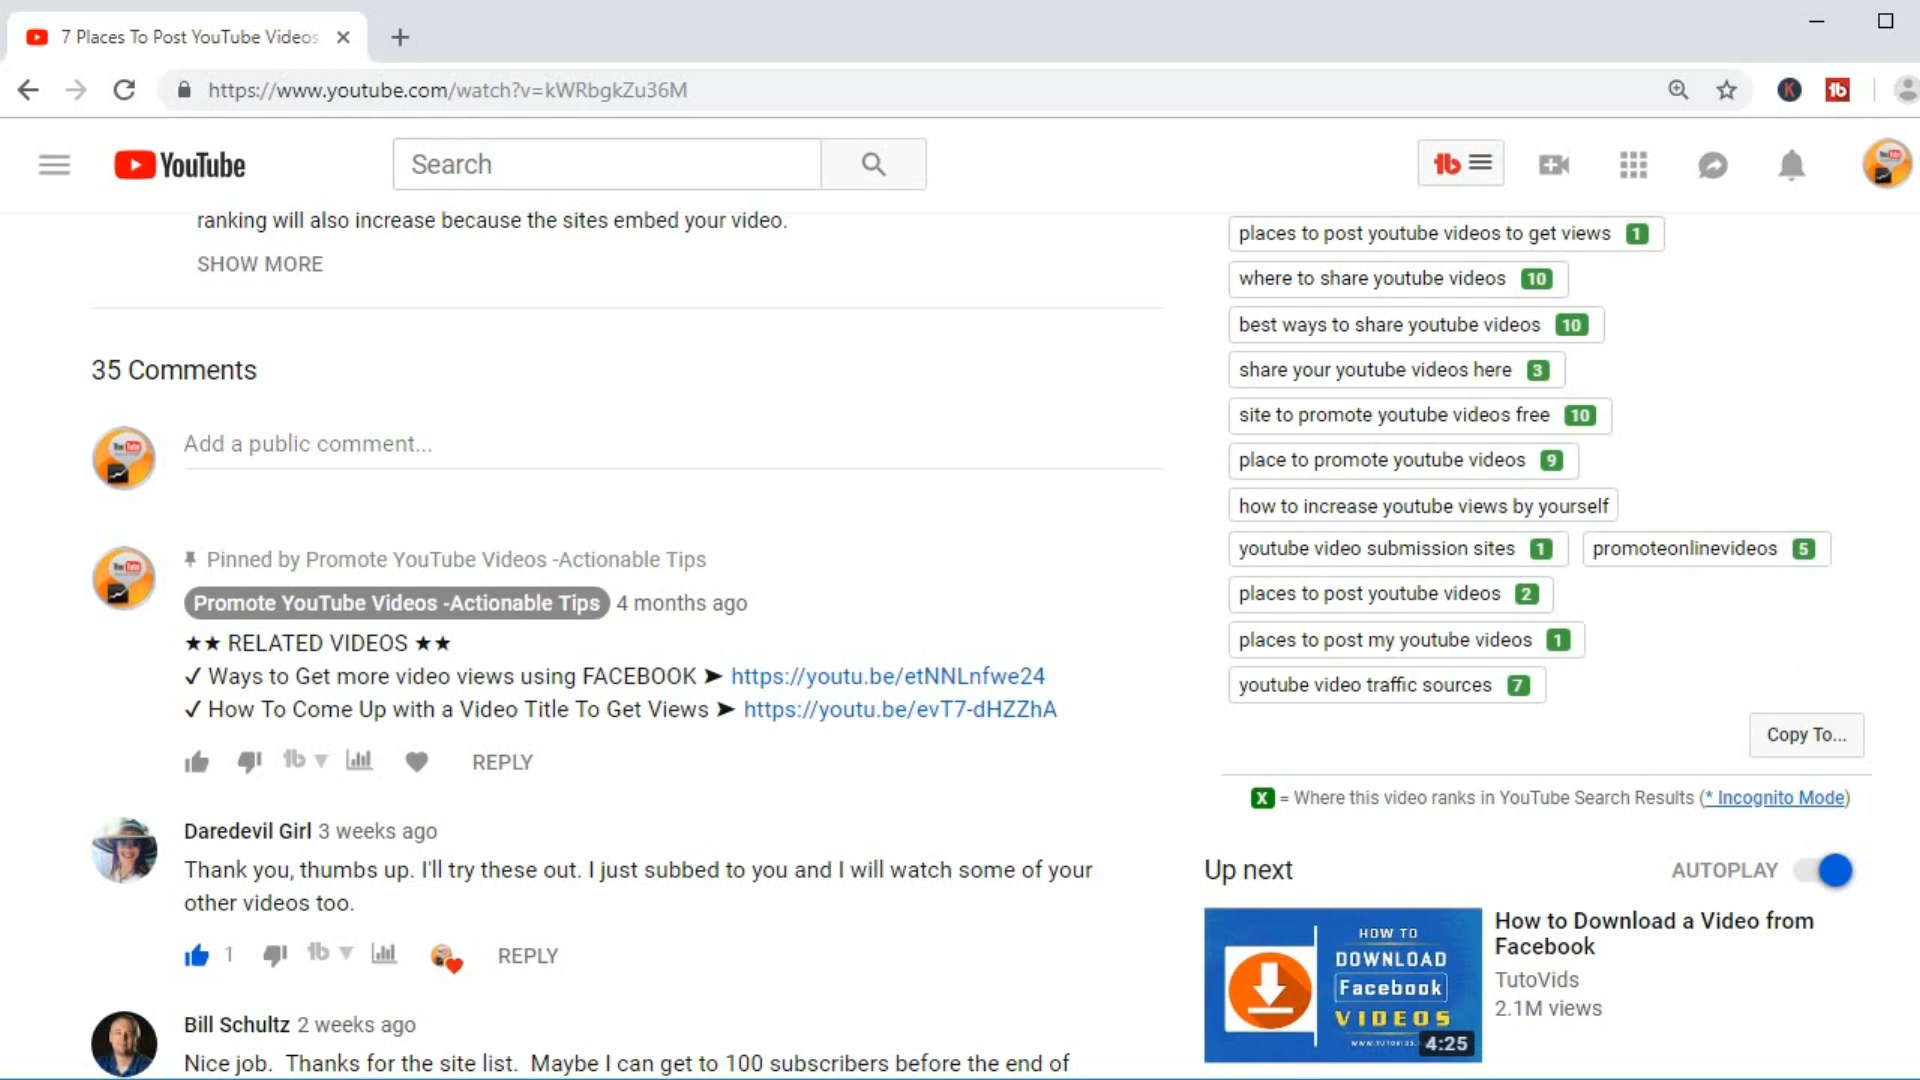 7 Places To Post YouTube Videos
https://www.youtube.com/watch?v=kWRbgkZu36M
K
tb
YouTube
Search
tb
ranking will also increase because the sites embed your video.
SHOW MORE
35 Comments
Add a public comment...
Pinned by Promote YouTube Videos -Actionable Tips
Promote YouTube Videos -Actionable Tips 4 months ago
★★ RELATED VIDEOS ★★
✓ Ways to Get more video views using FACEBOOK ➤ https://youtu.be/etNNLnfwe24
✓ How To Come Up with a Video Title To Get Views ➤ https://youtu.be/evT7-dHZZhA
tb REPLY
Daredevil Girl 3 weeks ago
Thank you, thumbs up. I'll try these out. I just subbed to you and I will watch some of your
other videos too.
1 tb REPLY
Bill Schultz 2 weeks ago
Nice job. Thanks for the site list. Maybe I can get to 100 subscribers before the end of
places to post youtube videos to get views 1
where to share youtube videos 10
best ways to share youtube videos 10
share your youtube videos here 3
site to promote youtube videos free 10
place to promote youtube videos 9
how to increase youtube views by yourself
youtube video submission sites 1 promoteonlinevideos 5
places to post youtube videos 2
places to post my youtube videos 1
youtube video traffic sources 7
Copy To...
X = Where this video ranks in YouTube Search Results (* Incognito Mode)
Up next AUTOPLAY
HOW TO
DOWNLOAD
Facebook
VIDEOS
4:25
How to Download a Video from
Facebook
TutoVids
2.1M views